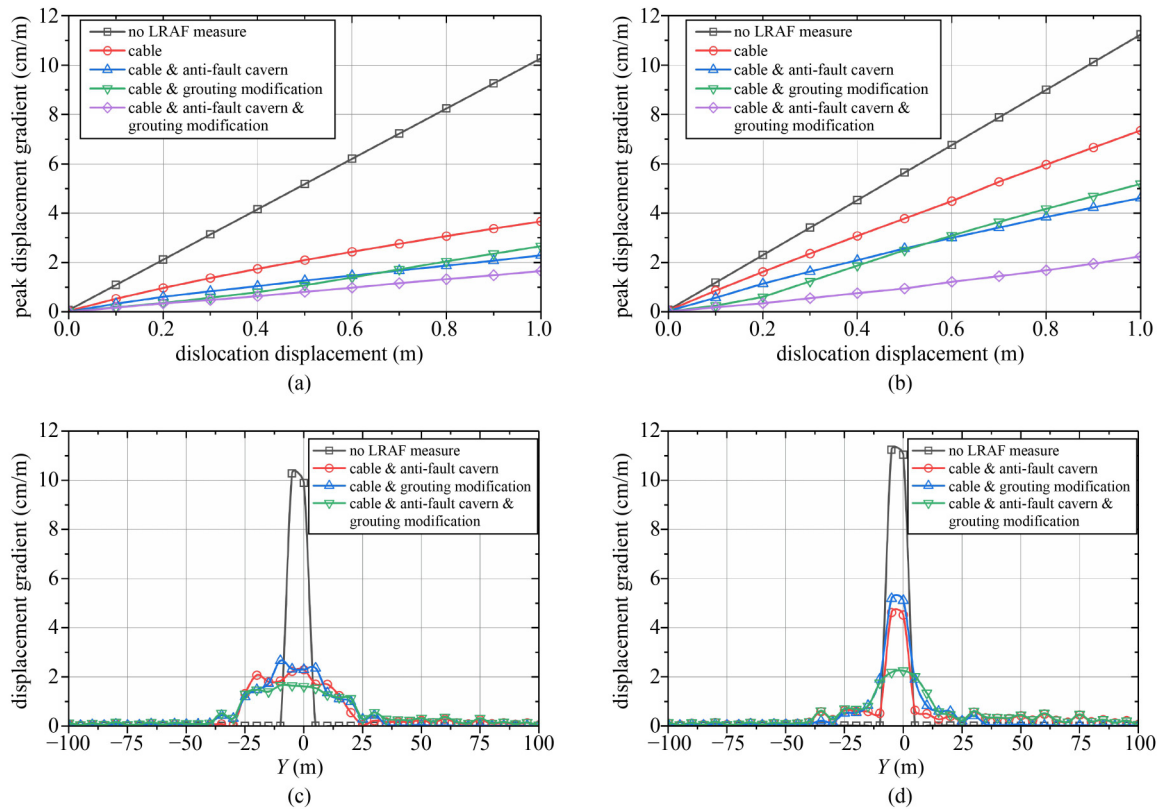 12
10
8
6
4
2
0
peak displacement gradient (cm/m)
no LRAF measure
cable
cable & anti-fault cavern
cable & grouting modification
cable & anti-fault cavern &
grouting modification
0.0 0.2 0.4 0.6 0.8 1.0
dislocation displacement (m)
(a)
12
10
8
6
4
2
0
peak displacement gradient (cm/m)
no LRAF measure
cable
cable & anti-fault cavern
cable & grouting modification
cable & anti-fault cavern &
grouting modification
0.0 0.2 0.4 0.6 0.8 1.0
dislocation displacement (m)
(b)
12
10
8
6
4
2
0
displacement gradient (cm/m)
no LRAF measure
cable & anti-fault cavern
cable & grouting modification
cable & anti-fault cavern &
grouting modification
−100 −75 −50 −25 0 25 50 75 100
Y (m)
(c)
12
10
8
6
4
2
0
displacement gradient (cm/m)
no LRAF measure
cable & anti-fault cavern
cable & grouting modification
cable & anti-fault cavern &
grouting modification
−100 −75 −50 −25 0 25 50 75 100
Y (m)
(d)